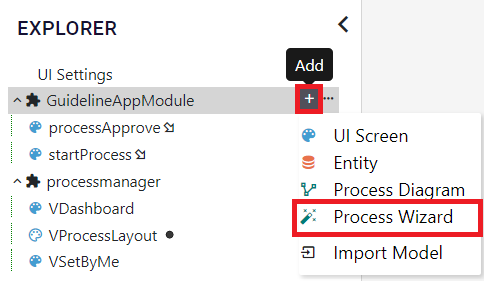 EXPLORER
Add
UI Settings
GuidelineAppModule
processApprove
startProcess
processmanager
VDashboard
VProcessLayout
VSetByMe
UI Screen
Entity
Process Diagram
Process Wizard
Import Model